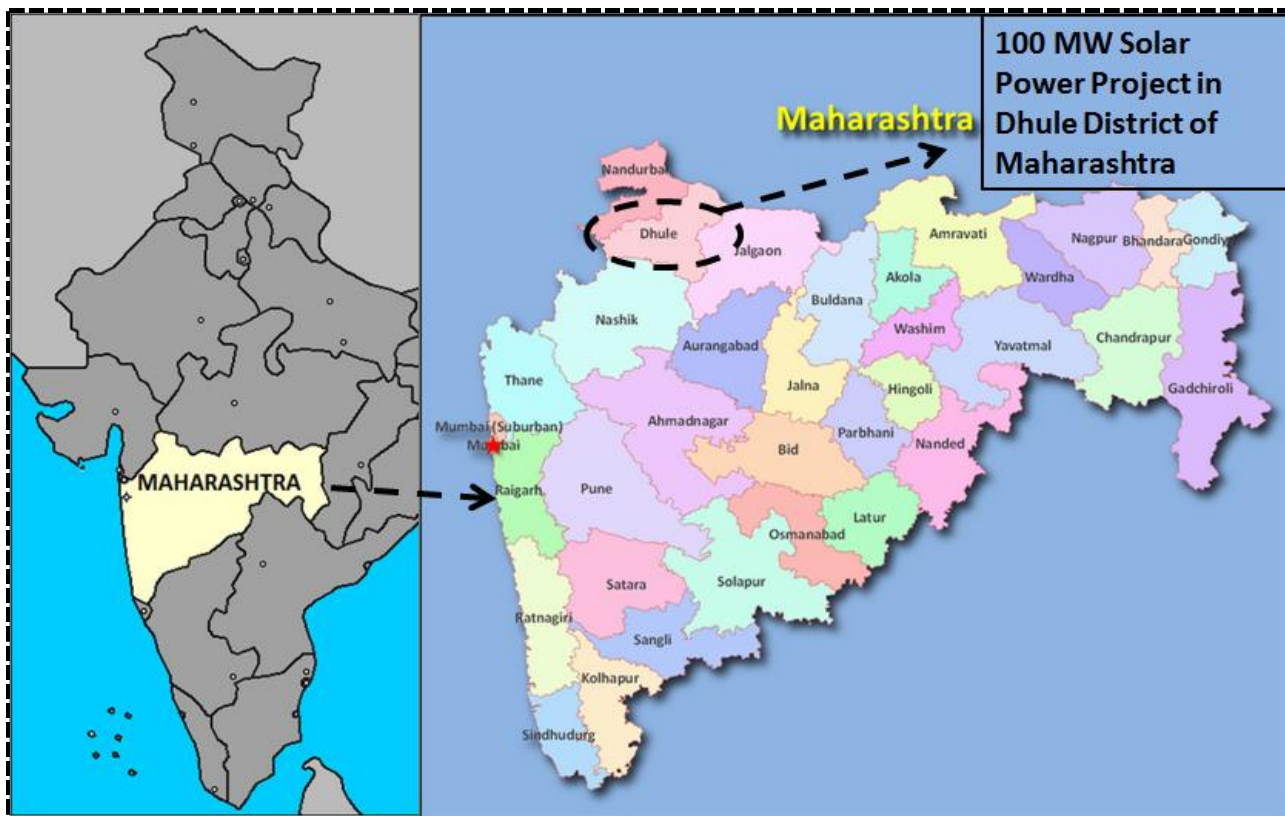 100 MW Solar
Power Project in
Dhule District of
Maharashtra
Maharashtra
Nandurbar
Dhule
Jalgaon
Amravati
Nagpur
Bhandara
Gondiy
Akola
Wardha
Buldana
Nashik
Washim
Chandrapur
Aurangabad
Yavatmal
Thane
Jalna
Hingoli
Gadchiroli
Ahmadnagar
Mumbai (Suburban)
Mumbai
Parbhani
Nanded
Bid
MAHARASHTRA
Raigarh
Pune
Latur
Osmanabad
Satara
Solapur
Ratnagiri
Sangli
Kolhapur
Sindhudurg